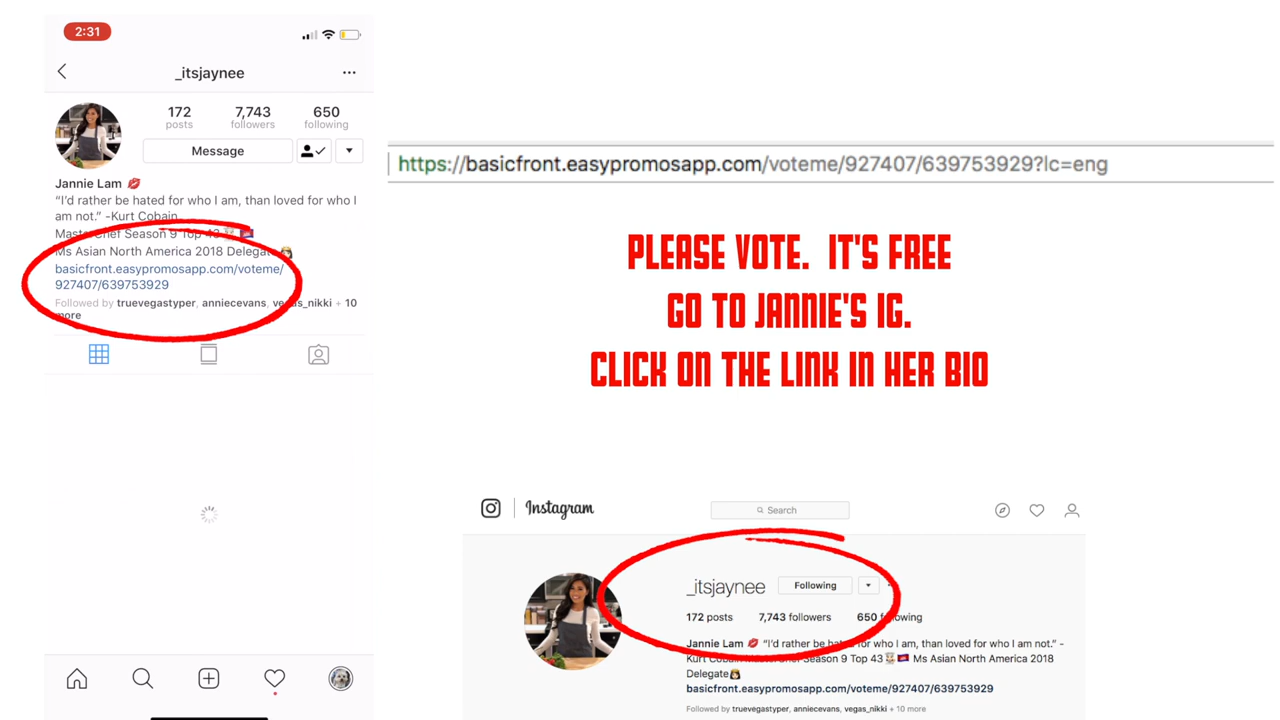 2:31
_itsjaynee
172
7,743
650
posts
followers
following
Message
Jannie Lam
“I’d rather be hated for who I am, than loved for who I
am not.” -Kurt Cobain
MasterChef Season 9 Top 43
Ms Asian North America 2018 Delegate
basicfront.easypromosapp.com/voteme/
927407/639753929
Followed by truevegastyper, anniecevans, vegas_nikki + 10
more
https://basicfront.easypromosapp.com/voteme/927407/639753929?lc=eng
PLEASE VOTE. IT'S FREE
GO TO JANNIE'S IG.
CLICK ON THE LINK IN HER BIO
Instagram
Search
_itsjaynee
Following
172 posts
7,743 followers
650 following
Jannie Lam “I’d rather be hated for who I am, than loved for who I am not.” -
Kurt Cobain MasterChef Season 9 Top 43 Ms Asian North America 2018
Delegate
basicfront.easypromosapp.com/voteme/927407/639753929
Followed by truevegastyper, anniecevans, vegas_nikki + 10 more